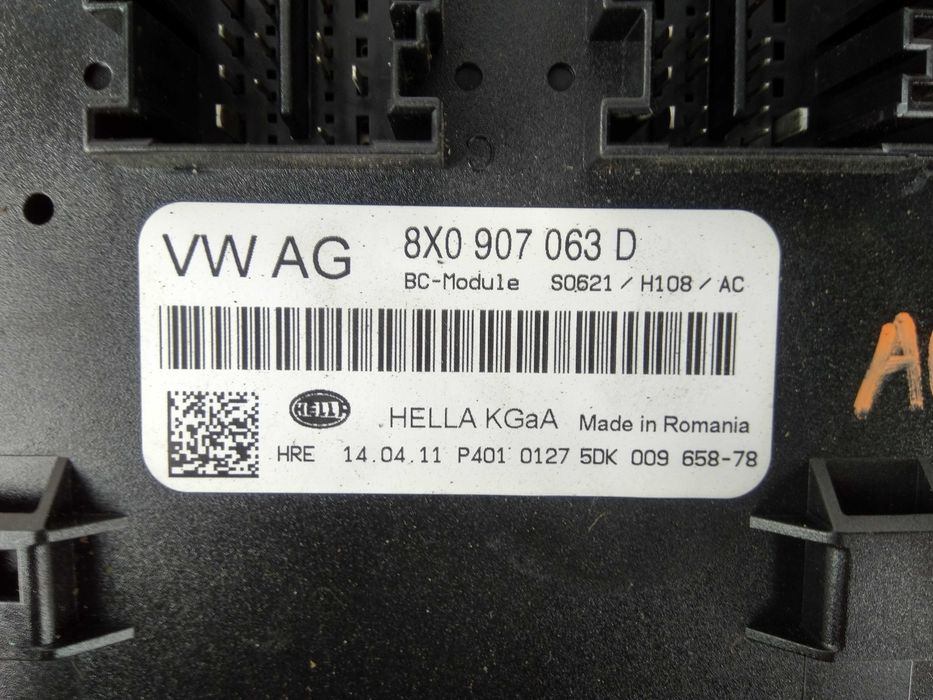 VW AG
8X0 907 063 D
BC-Module S0621 / H108 / AC
HELLA
HELLA KGaA Made in Romania
HRE 14.04.11 P401 0127 5DK 009 658-78